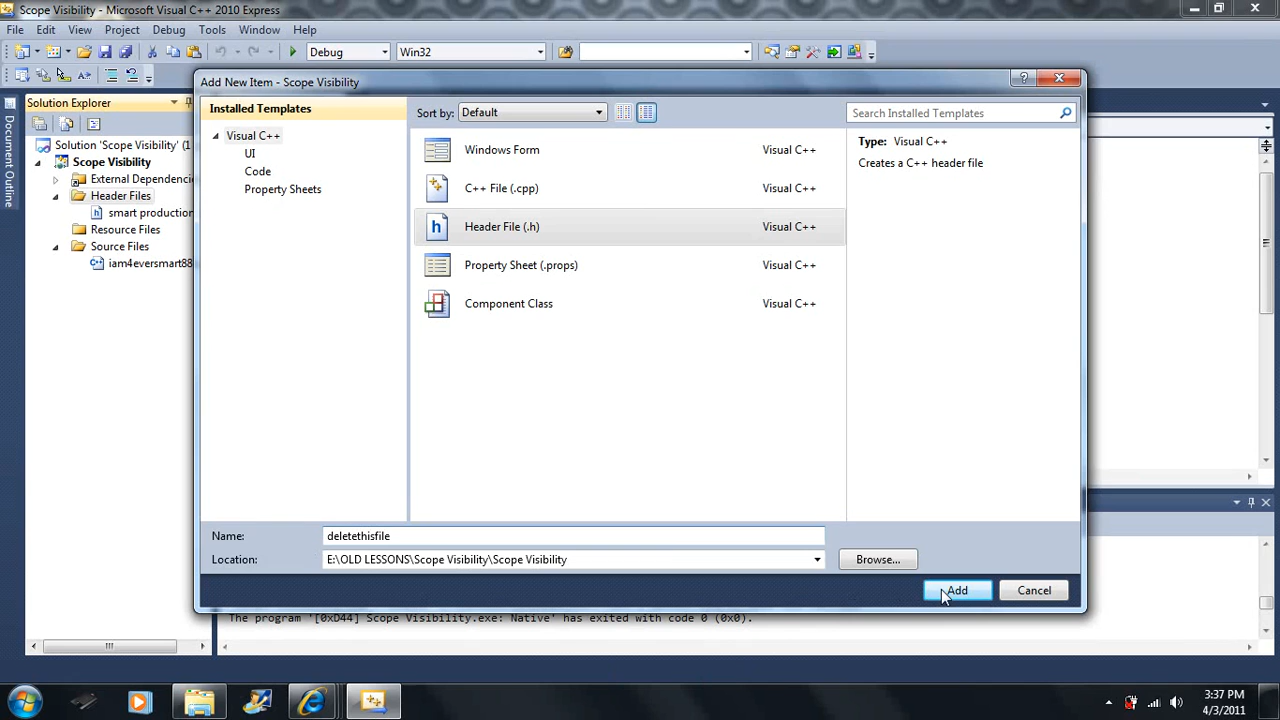 Scope Visibility - Microsoft Visual C++ 2010 Express
File Edit View Project Debug Tools Window Help
Debug Win32
Add New Item - Scope Visibility
Solution Explorer
Document Outline
Solution 'Scope Visibility' (1
Scope Visibility
External Dependenci
Header Files
smart production
Resource Files
Source Files
iam4eversmart88
Installed Templates
Visual C++
UI
Code
Property Sheets
Sort by: Default
Search Installed Templates
Windows Form Visual C++
C++ File (.cpp) Visual C++
Header File (.h) Visual C++
Property Sheet (.props) Visual C++
Component Class Visual C++
Type: Visual C++
Creates a C++ header file
Name: deletethisfile
Location: E:\OLD LESSONS\Scope Visibility\Scope Visibility
Browse...
Add Cancel
The program '[0xD44] Scope Visibility.exe: Native' has exited with code 0 (0x0).
3:37 PM
4/3/2011